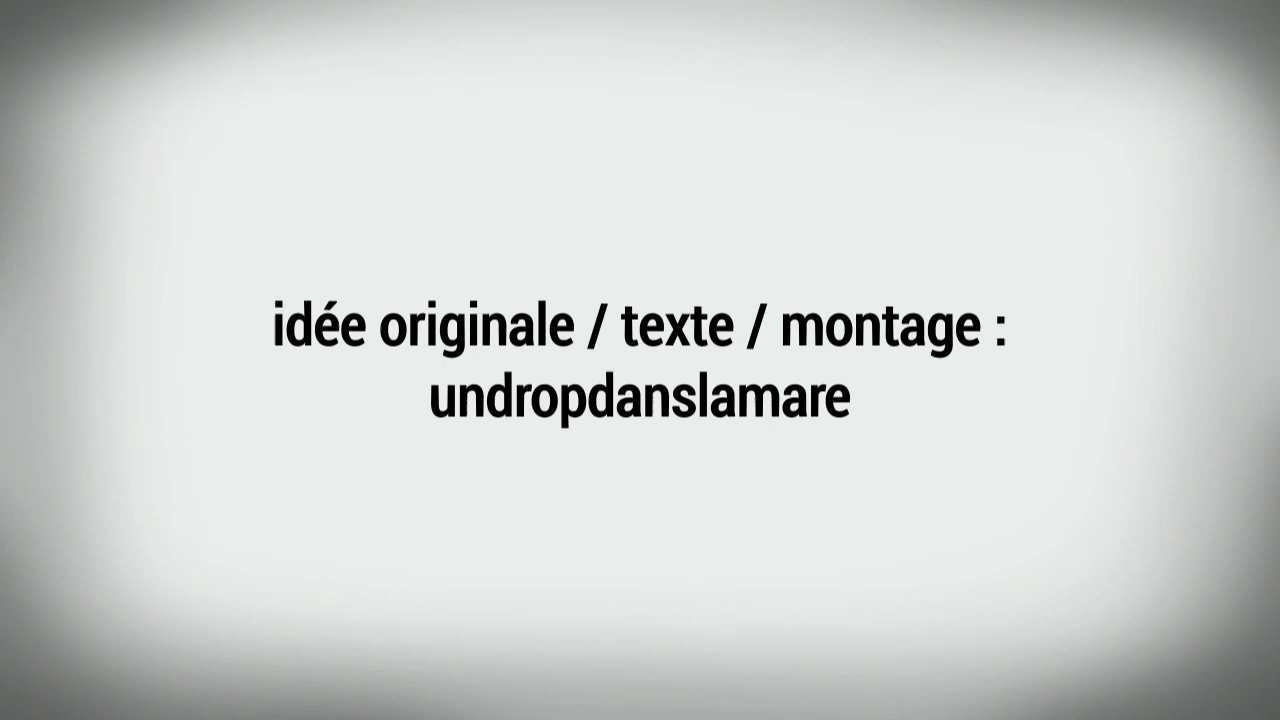 idée originale / texte / montage :
undropdanslamare